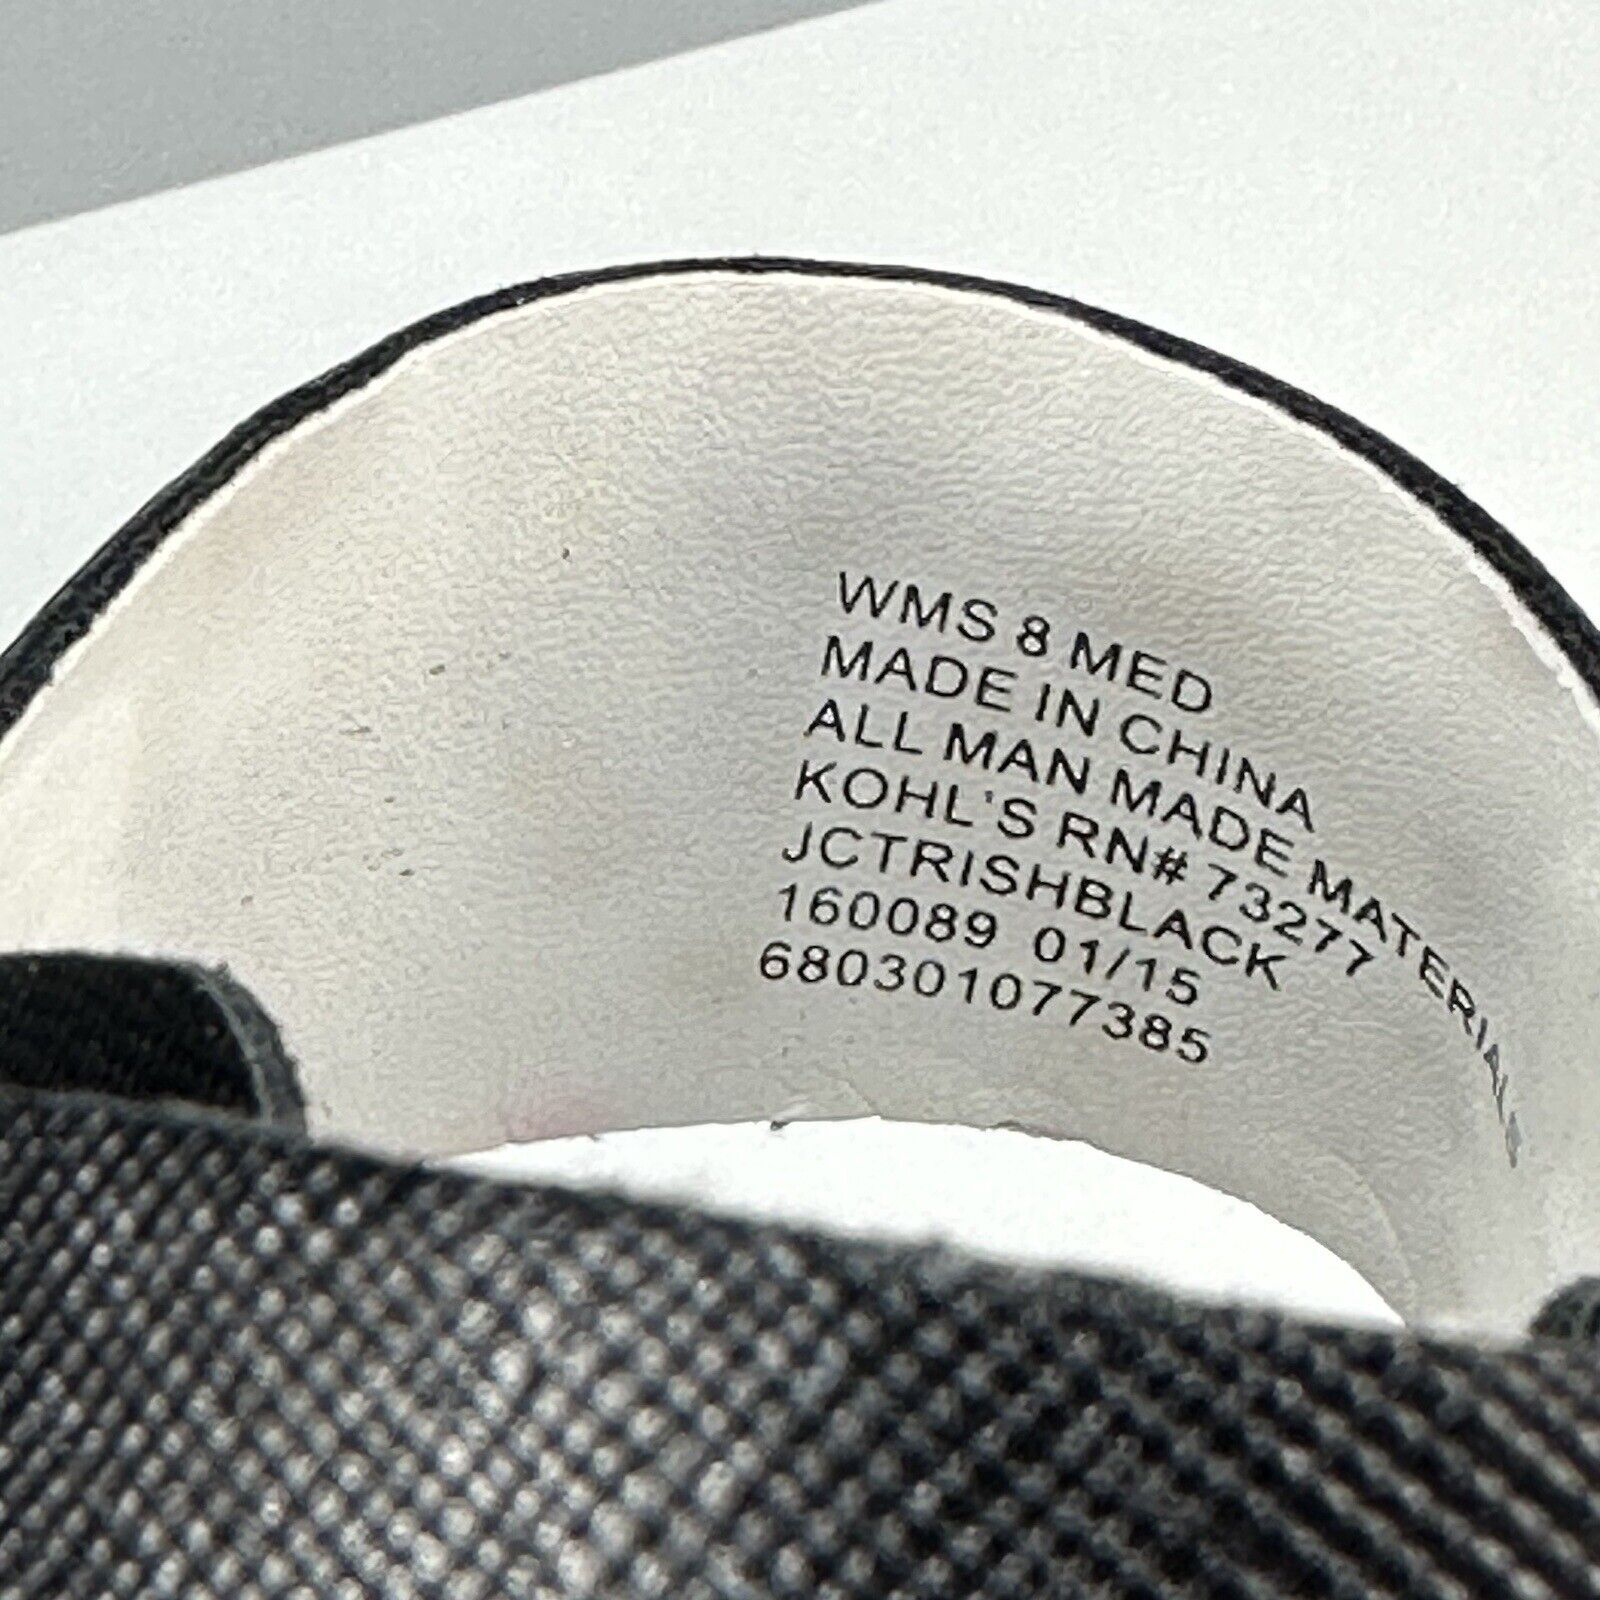 WMS 8 MED
MADE IN CHINA
ALL MAN MADE MATERIALS
KOHL'S RN# 73277
JCTRISHBLACK
160089 01/15
680301077385